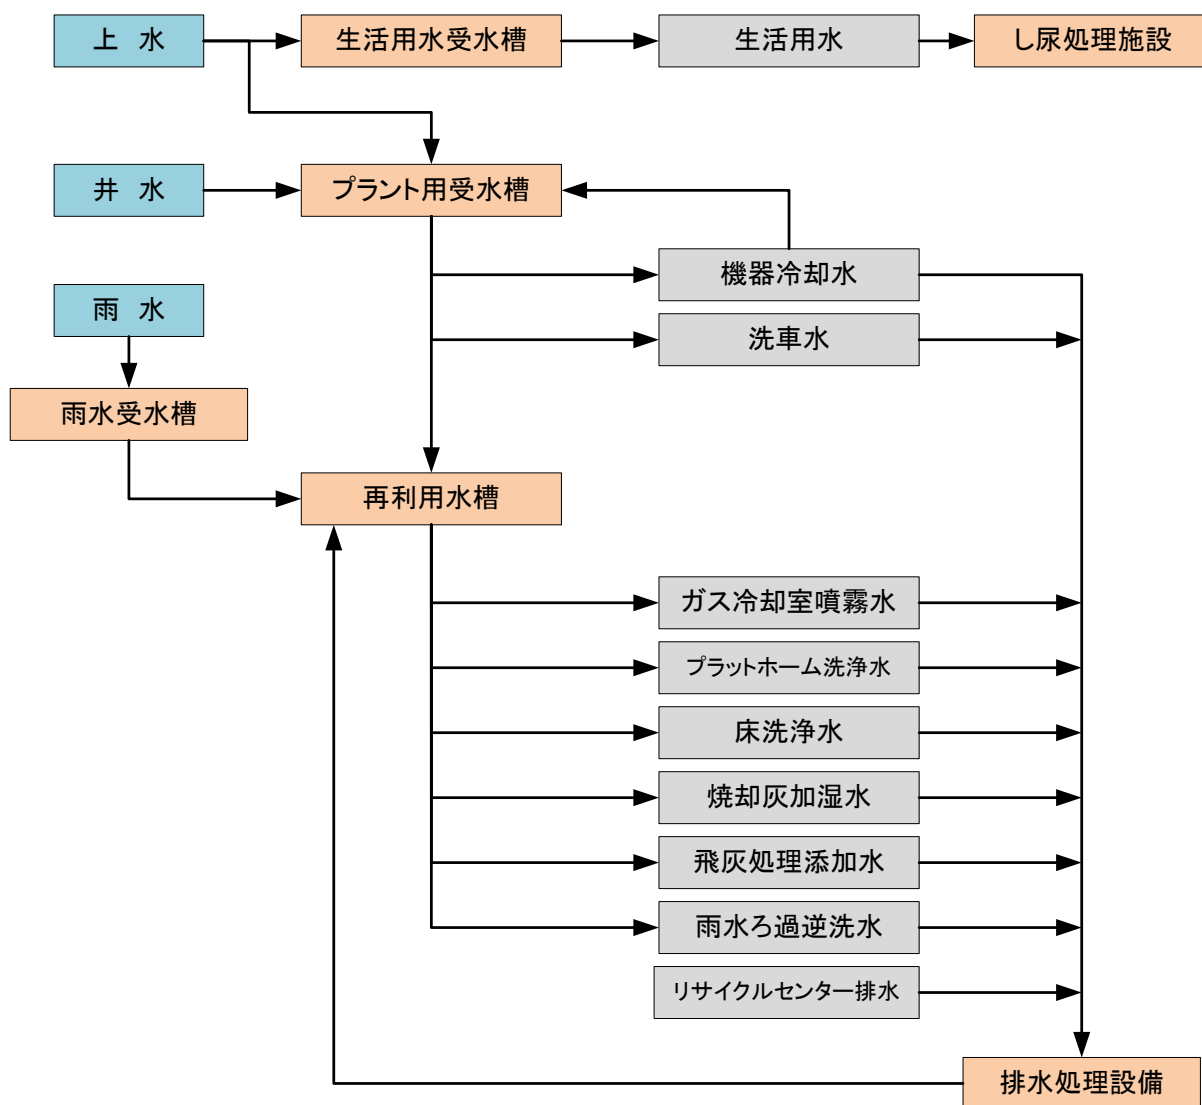 上 水
生活用水受水槽
生活用水
し尿処理施設
井 水
プラント用受水槽
機器冷却水
雨 水
洗車水
雨水受水槽
再利用水槽
ガス冷却室噴霧水
プラットホーム洗浄水
床洗浄水
焼却灰加湿水
飛灰処理添加水
雨水ろ過逆洗水
リサイクルセンター排水
排水処理設備